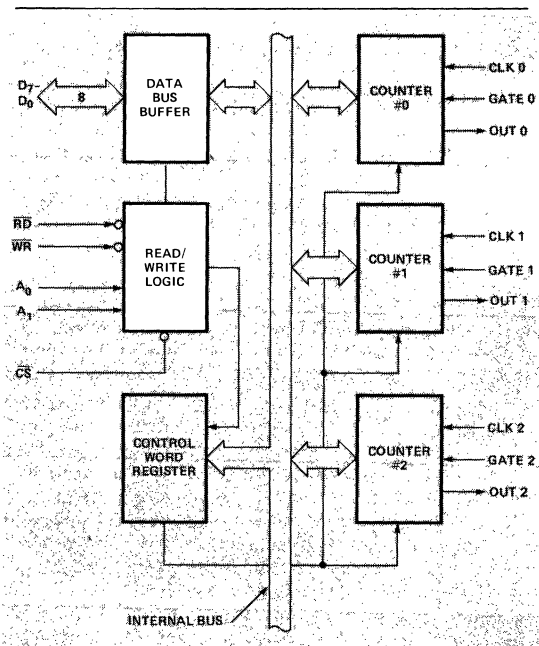 D7-
D0
8
DATA
BUS
BUFFER
COUNTER
#0
CLK 0
GATE 0
OUT 0
RD
WR
A0
A1
CS
READ/
WRITE
LOGIC
COUNTER
#1
CLK 1
GATE 1
OUT 1
CONTROL
WORD
REGISTER
COUNTER
#2
CLK 2
GATE 2
OUT 2
INTERNAL BUS